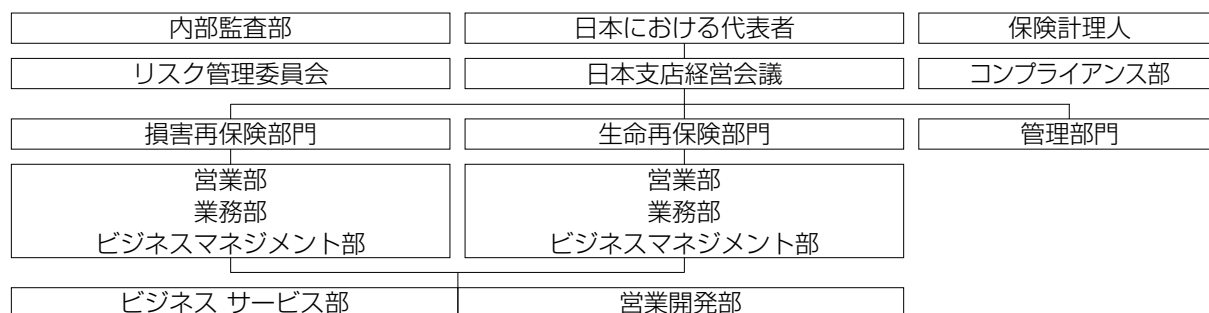 内部監査部
日本における代表者
保険計理人
リスク管理委員会
日本支店経営会議
コンプライアンス部
損害再保険部門
生命再保険部門
管理部門
営業部
業務部
ビジネスマネジメント部
営業部
業務部
ビジネスマネジメント部
ビジネス サービス部
営業開発部